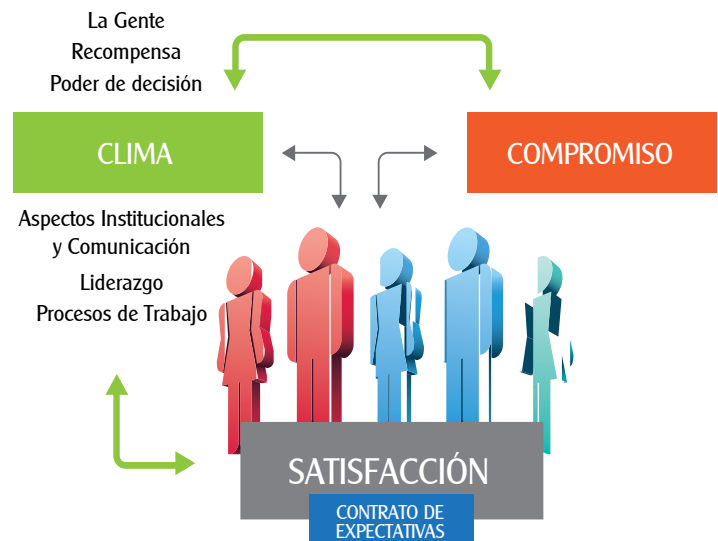 La Gente
Recompensa
Poder de decisión
CLIMA
COMPROMISO
Aspectos Institucionales
y Comunicación
Liderazgo
Procesos de Trabajo
SATISFACCIÓN
CONTRATO DE
EXPECTATIVAS